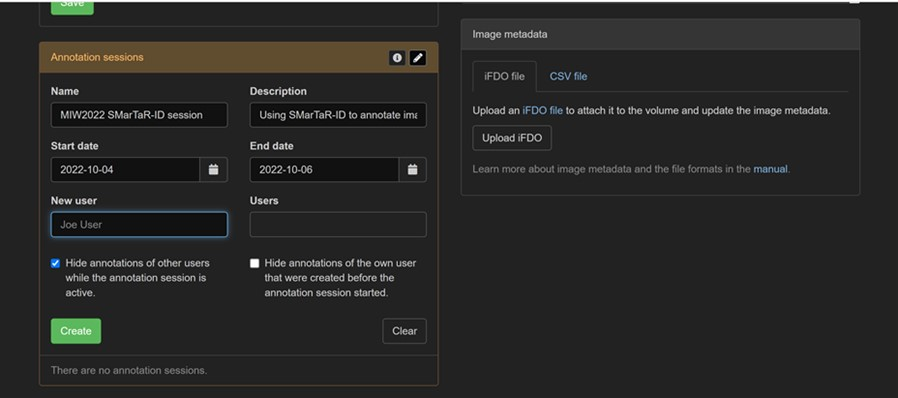 Save
Annotation sessions
Name
Description
MIW2022 SMarTaR-ID session
Using SMarTaR-ID to annotate ima
Start date
End date
2022-10-04
2022-10-06
New user
Users
Joe User
Hide annotations of other users
while the annotation session is
active.
Hide annotations of the own user
that were created before the
annotation session started.
Create
Clear
There are no annotation sessions.
Image metadata
iFDO file
CSV file
Upload an iFDO file to attach it to the volume and update the image metadata.
Upload iFDO
Learn more about image metadata and the file formats in the manual.